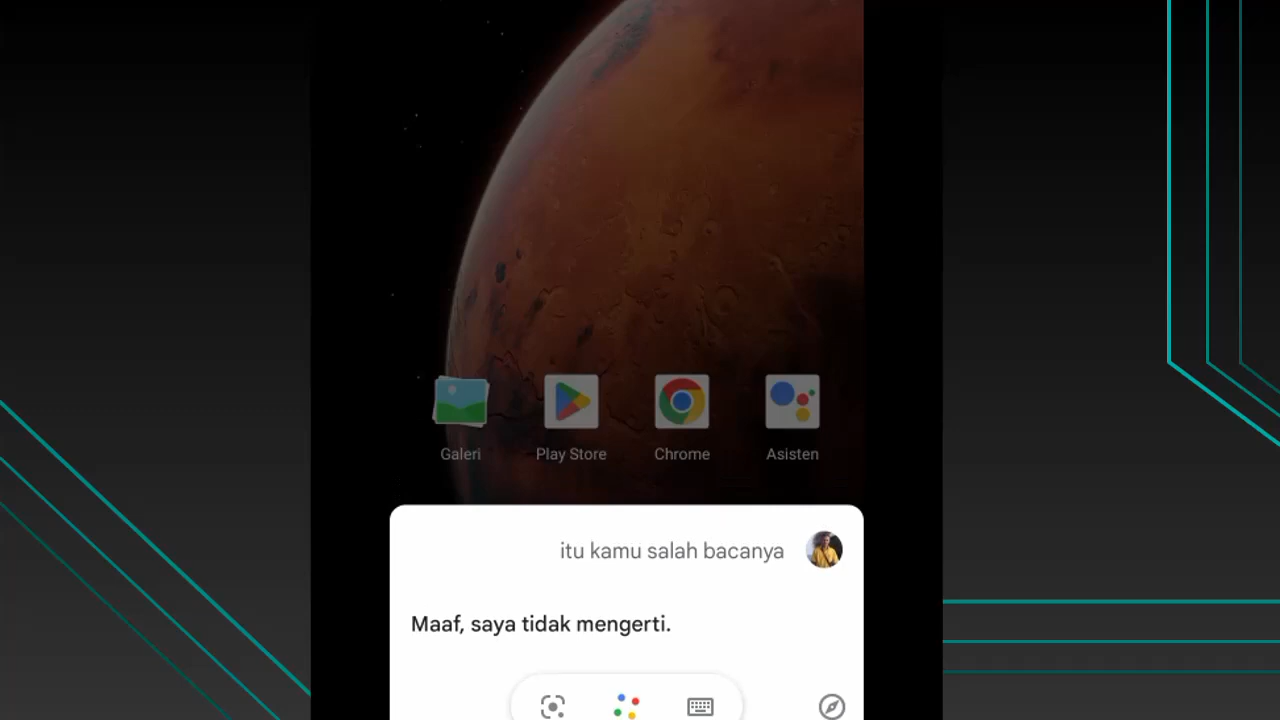 Galeri
Play Store
Chrome
Asisten
itu kamu salah bacanya
Maaf, saya tidak mengerti.